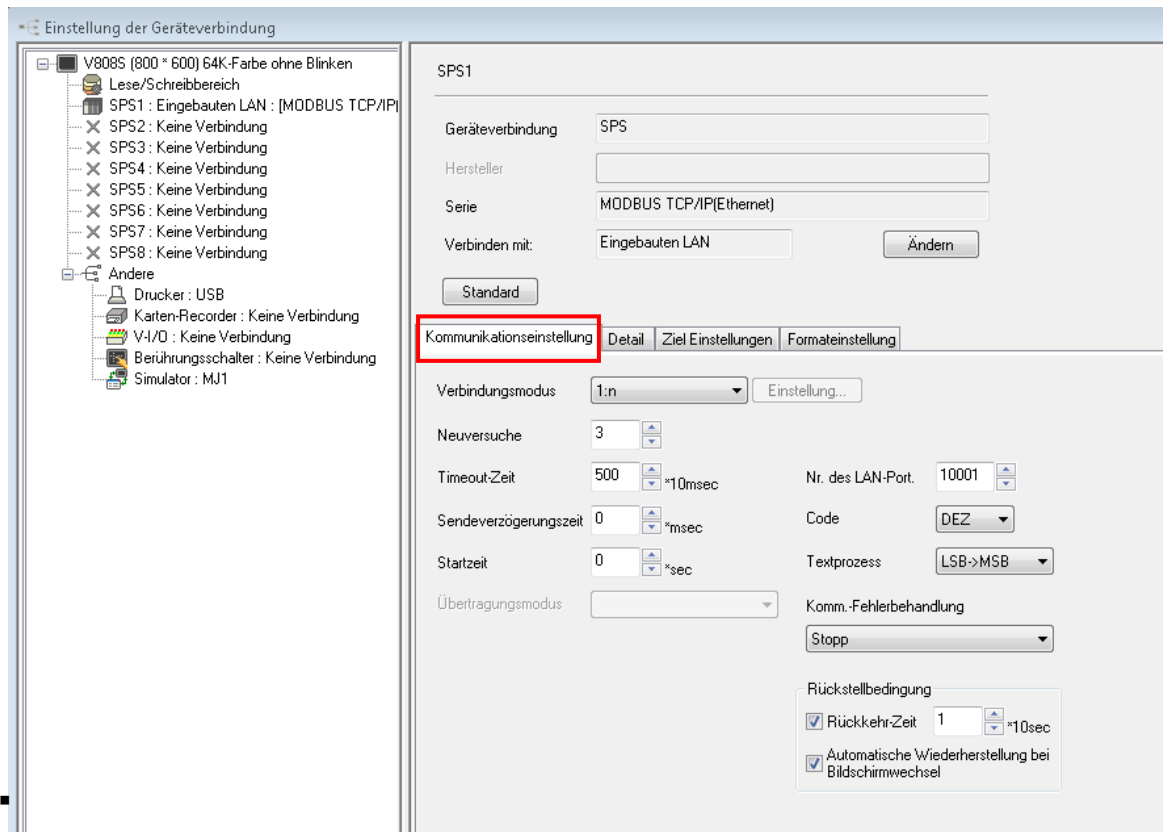 Einstellung der Geräteverbindung
V808S (800 * 600) 64K-Farbe ohne Blinken
Lese/Schreibbereich
SPS1 : Eingebauten LAN : [MODBUS TCP/IP(
SPS2 : Keine Verbindung
SPS3 : Keine Verbindung
SPS4 : Keine Verbindung
SPS5 : Keine Verbindung
SPS6 : Keine Verbindung
SPS7 : Keine Verbindung
SPS8 : Keine Verbindung
Andere
Drucker : USB
Karten-Recorder : Keine Verbindung
V-I/O : Keine Verbindung
Berührungsschalter : Keine Verbindung
Simulator : MJ1
SPS1
Geräteverbindung SPS
Hersteller
Serie MODBUS TCP/IP(Ethernet)
Verbinden mit: Eingebauten LAN Ändern
Standard
Kommunikationseinstellung Detail Ziel Einstellungen Formateinstellung
Verbindungsmodus 1:n Einstellung...
Neuversuche 3
Timeout-Zeit 500 *10msec Nr. des LAN-Port. 10001
Sendeverzögerungszeit 0 *msec Code DEZ
Startzeit 0 *sec Textprozess LSB->MSB
Übertragungsmodus Komm.-Fehlerbehandlung
Stopp
Rückstellbedingung
Rückkehr-Zeit 1 *10sec
Automatische Wiederherstellung bei
Bildschirmwechsel